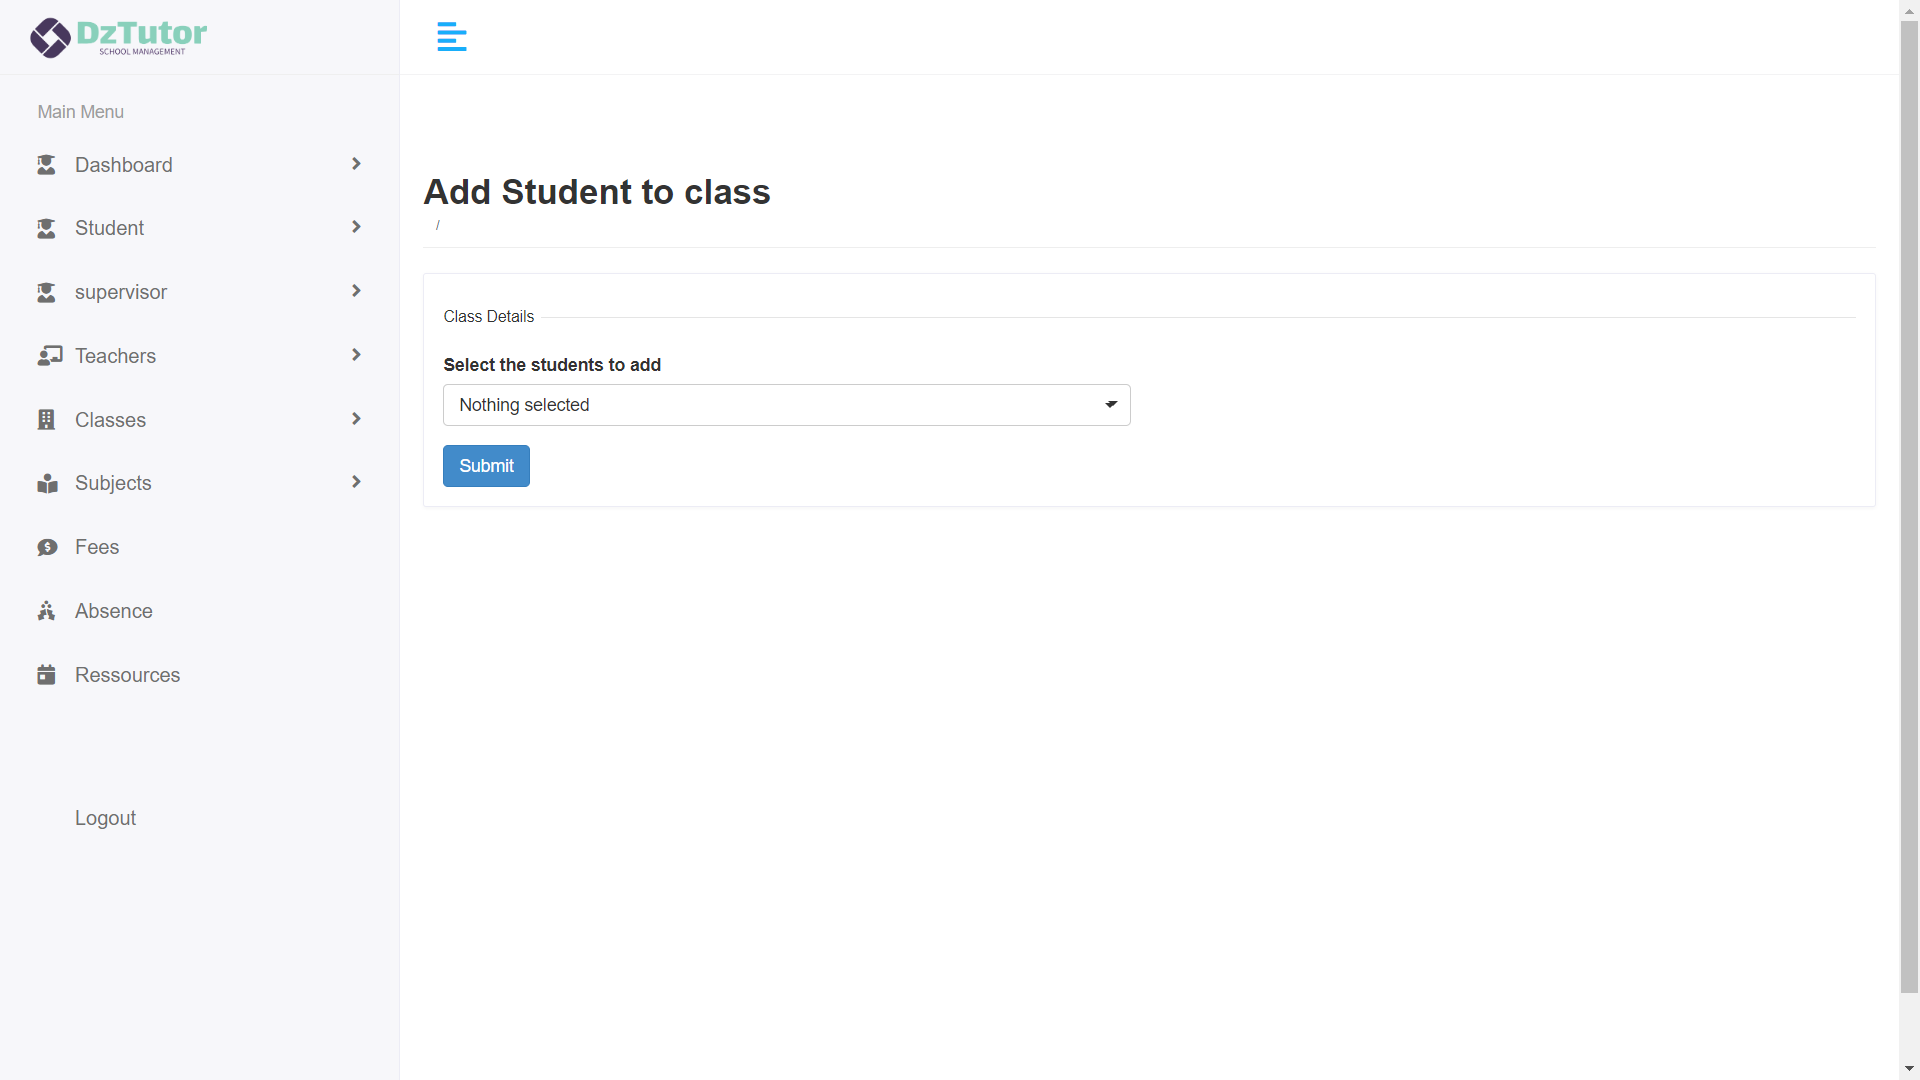 DzTutor
SCHOOL MANAGEMENT
Main Menu
Dashboard
Student
supervisor
Teachers
Classes
Subjects
Fees
Absence
Ressources
Logout
Add Student to class
/
Class Details
Select the students to add
Nothing selected
Submit